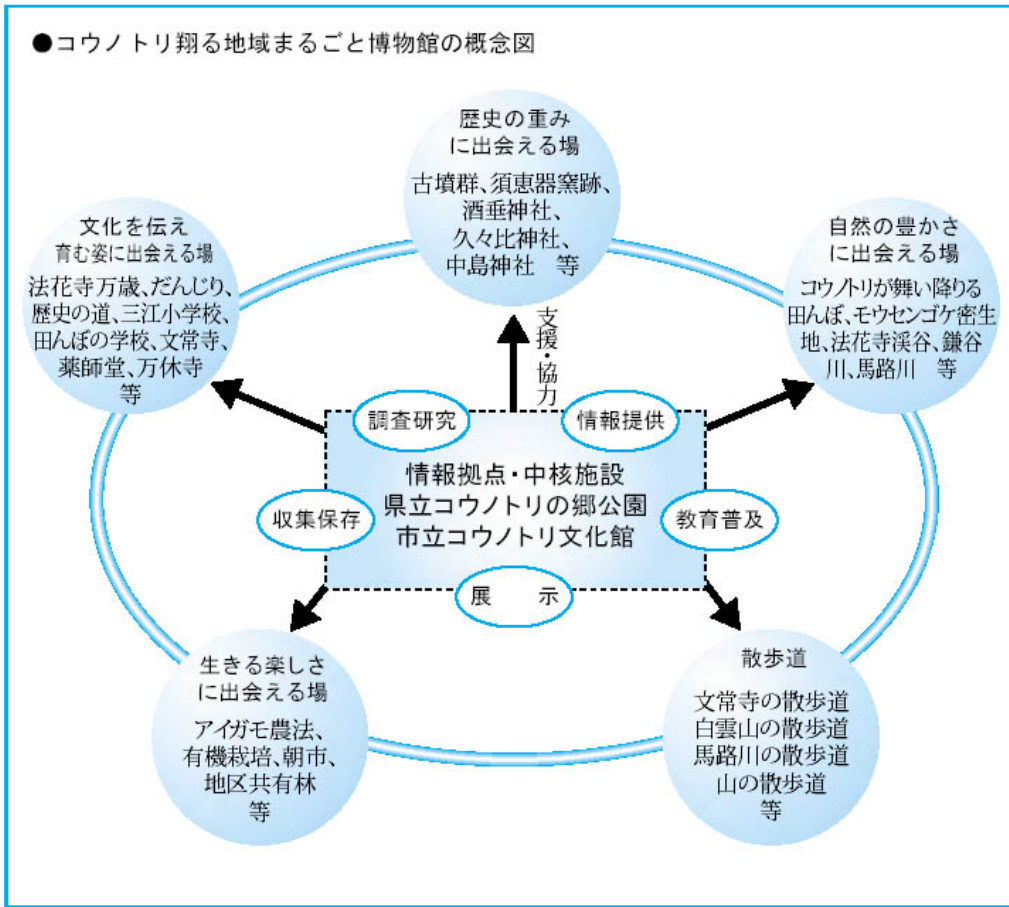 ●コウノトリ翔る地域まるごと博物館の概念図
歴史の重み
に出会える場
古墳群、須恵器窯跡、
酒垂神社、
久々比神社、
中島神社　等
文化を伝え
育む姿に出会える場
法花寺万歳、だんじり、
歴史の道、三江小学校、
田んぼの学校、文常寺、
薬師堂、万休寺
等
自然の豊かさ
に出会える場
コウノトリが舞い降りる
田んぼ、モウセンゴケ密生
地、法花寺渓谷、鎌谷
川、馬路川　等
支援・協力
調査研究
情報提供
情報拠点・中核施設
県立コウノトリの郷公園
市立コウノトリ文化館
収集保存
教育普及
展　示
生きる楽しさ
に出会える場
アイガモ農法、
有機栽培、朝市、
地区共有林
等
散歩道
文常寺の散歩道
白雲山の散歩道
馬路川の散歩道
山の散歩道
等